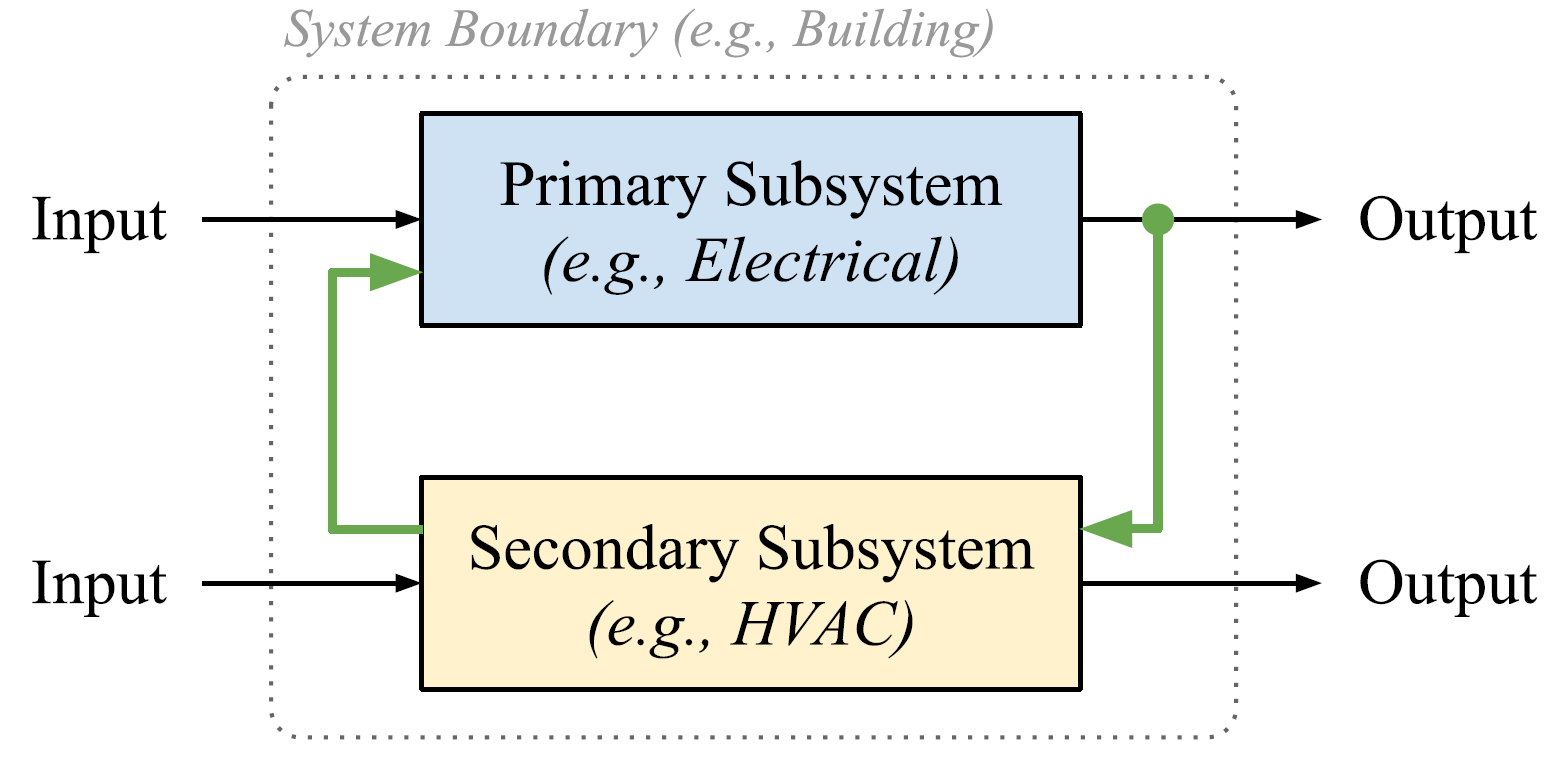 System Boundary (e.g., Building)
Input
Primary Subsystem
(e.g., Electrical)
Output
Input
Secondary Subsystem
(e.g., HVAC)
Output